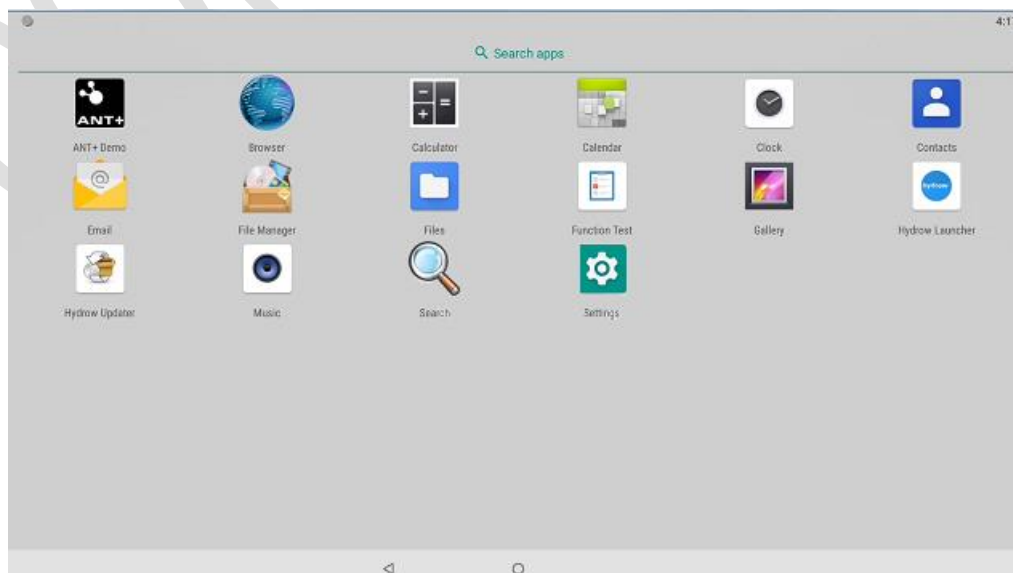 4:1
Search apps
ANT+
ANT+ Demo
Browser
Calculator
Calendar
Clock
Contacts
Email
File Manager
Files
Function Test
Gallery
hydrow
Hydrow Launcher
Hydrow Updater
Music
Search
Settings